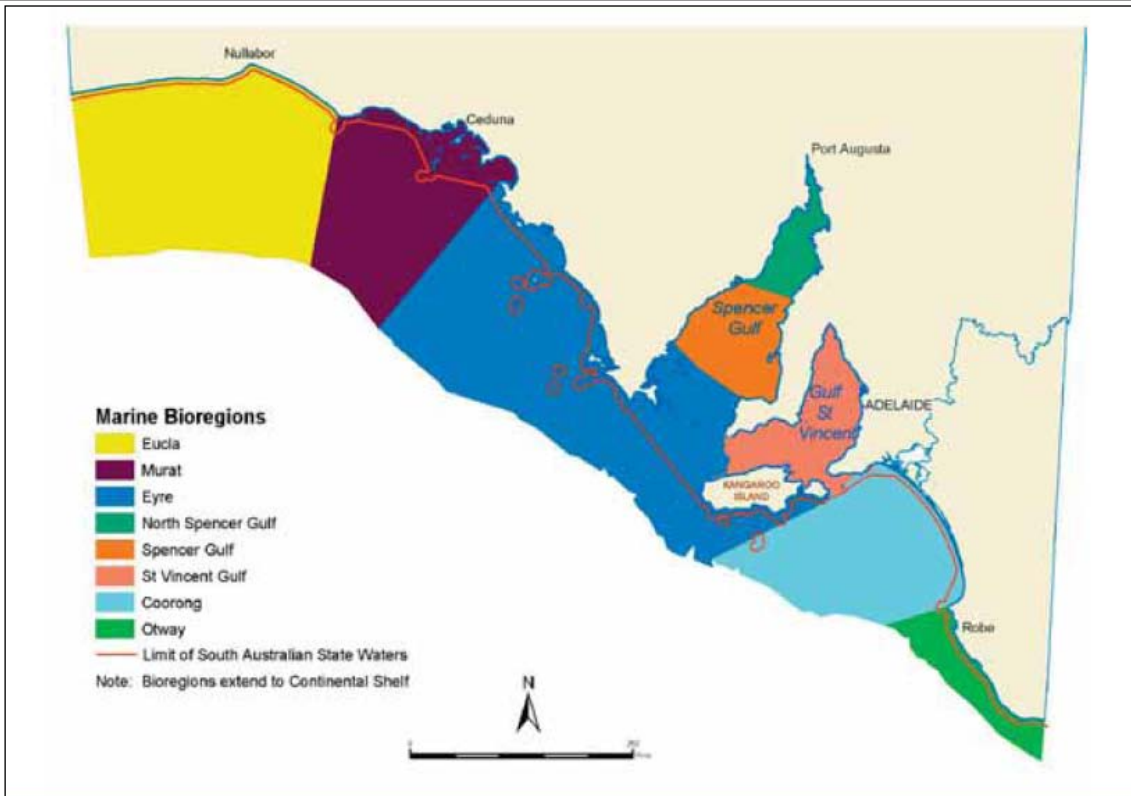 Nullabor
Ceduna
Port Augusta
Spencer
Gulf
Gulf
St
Vincent
ADELAIDE
KANGAROO
ISLAND
Robe
Marine Bioregions
Eucla
Murat
Eyre
North Spencer Gulf
Spencer Gulf
St Vincent Gulf
Coorong
Otway
Limit of South Australian State Waters
Note: Bioregions extend to Continental Shelf
N
0